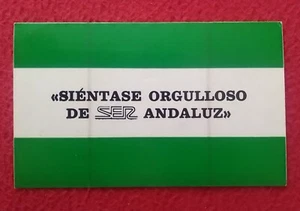 «SIÉNTASE ORGULLOSO
DE SER ANDALUZ»